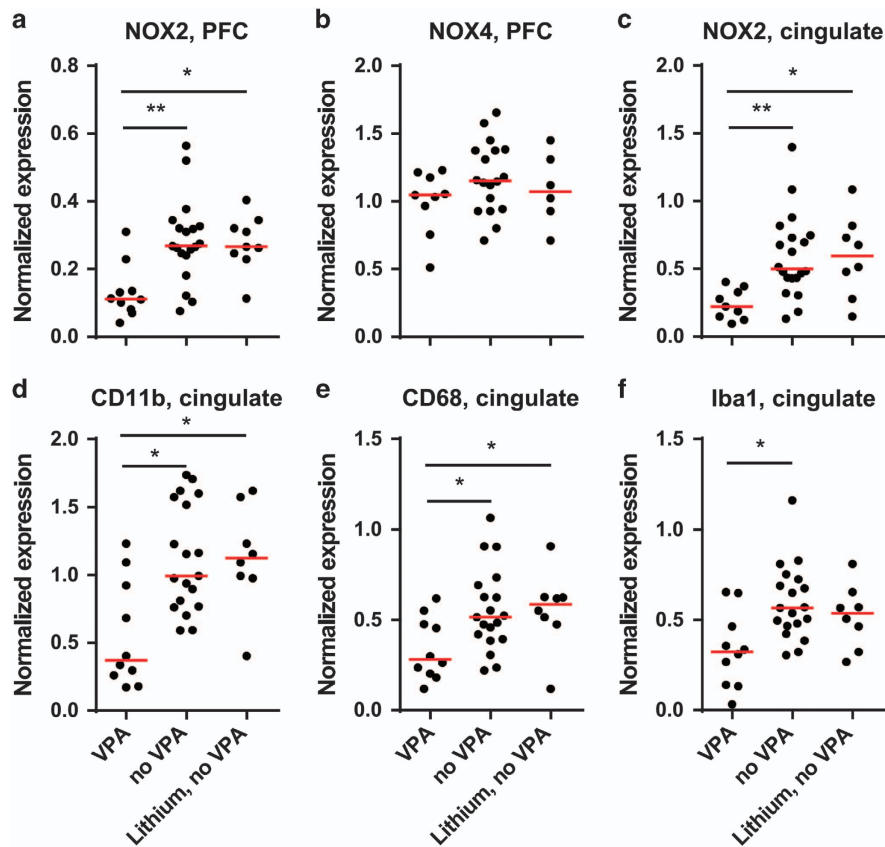 a
NOX2, PFC
Normalized expression
0.8
0.6
0.4
0.2
0.0
*
**
b
NOX4, PFC
Normalized expression
2.0
1.5
1.0
0.5
0.0
c
NOX2, cingulate
Normalized expression
2.0
1.5
1.0
0.5
0.0
*
**
d
CD11b, cingulate
Normalized expression
2.0
1.5
1.0
0.5
0.0
*
*
VPA
no VPA
Lithium, no VPA
e
CD68, cingulate
Normalized expression
1.5
1.0
0.5
0.0
*
*
VPA
no VPA
Lithium, no VPA
f
Iba1, cingulate
Normalized expression
1.5
1.0
0.5
0.0
*
VPA
no VPA
Lithium, no VPA